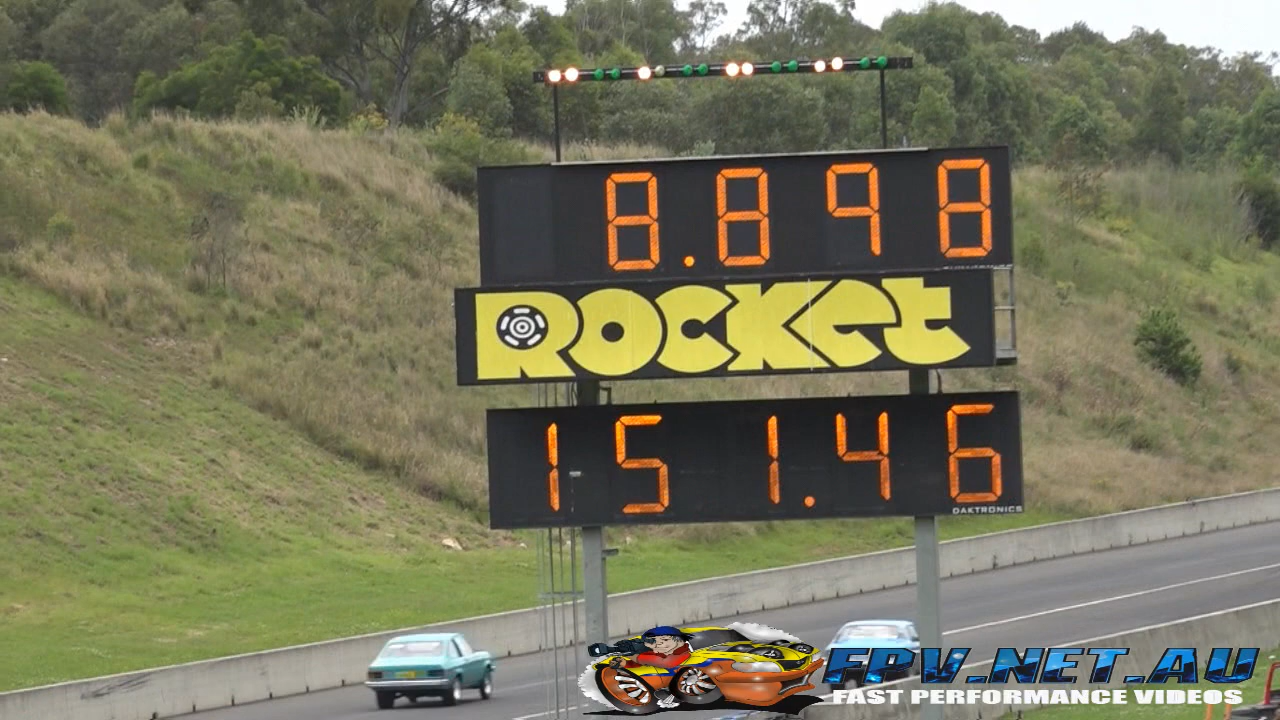 8.898
ROCKET
151.46
DAKTRONICS
FPV.NET.AU
FAST PERFORMANCE VIDEOS